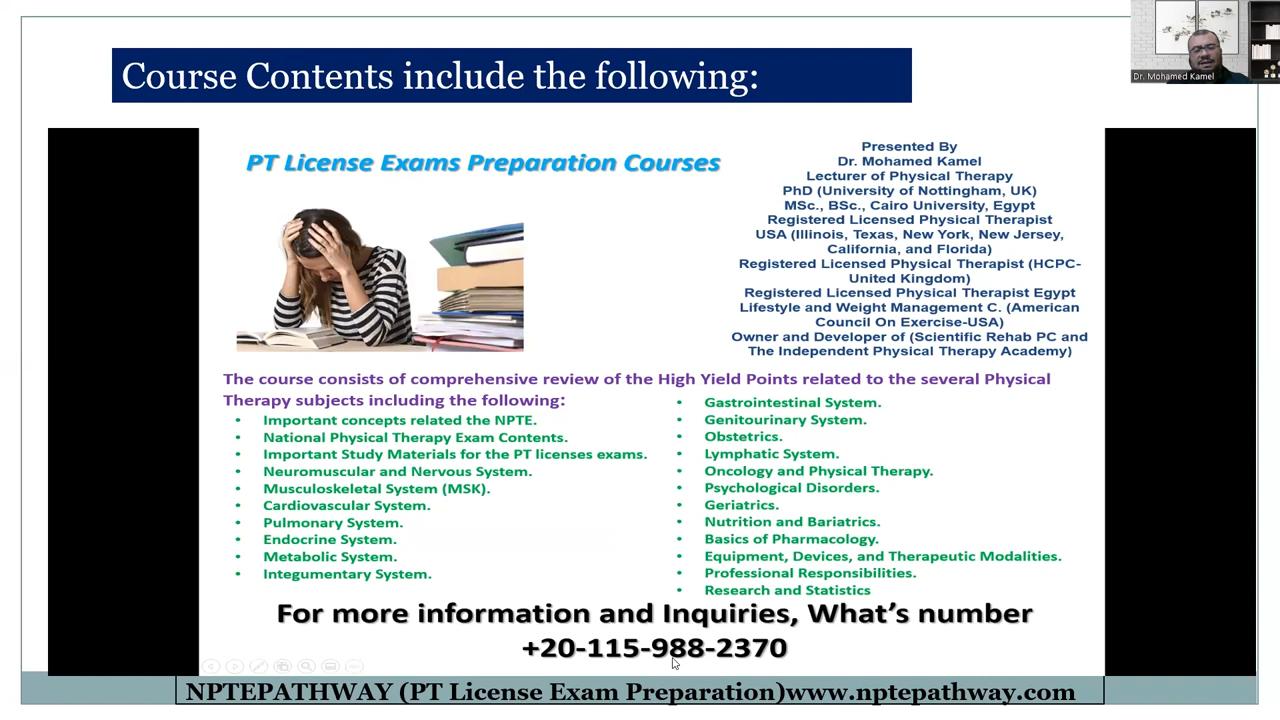 Course Contents include the following:
Dr. Mohamed Kamel
PT License Exams Preparation Courses
Presented By
Dr. Mohamed Kamel
Lecturer of Physical Therapy
PhD (University of Nottingham, UK)
MSc., BSc., Cairo University, Egypt
Registered Licensed Physical Therapist
USA (Illinois, Texas, New York, New Jersey,
California, and Florida)
Registered Licensed Physical Therapist (HCPC-
United Kingdom)
Registered Licensed Physical Therapist Egypt
Lifestyle and Weight Management C. (American
Council On Exercise-USA)
Owner and Developer of (Scientific Rehab PC and
The Independent Physical Therapy Academy)
The course consists of comprehensive review of the High Yield Points related to the several Physical
Therapy subjects including the following:
• Important concepts related the NPTE.
• National Physical Therapy Exam Contents.
• Important Study Materials for the PT licenses exams.
• Neuromuscular and Nervous System.
• Musculoskeletal System (MSK).
• Cardiovascular System.
• Pulmonary System.
• Endocrine System.
• Metabolic System.
• Integumentary System.
• Gastrointestinal System.
• Genitourinary System.
• Obstetrics.
• Lymphatic System.
• Oncology and Physical Therapy.
• Psychological Disorders.
• Geriatrics.
• Nutrition and Bariatrics.
• Basics of Pharmacology.
• Equipment, Devices, and Therapeutic Modalities.
• Professional Responsibilities.
• Research and Statistics
For more information and Inquiries, What's number
+20-115-988-2370
NPTEPATHWAY (PT License Exam Preparation)www.nptepathway.com